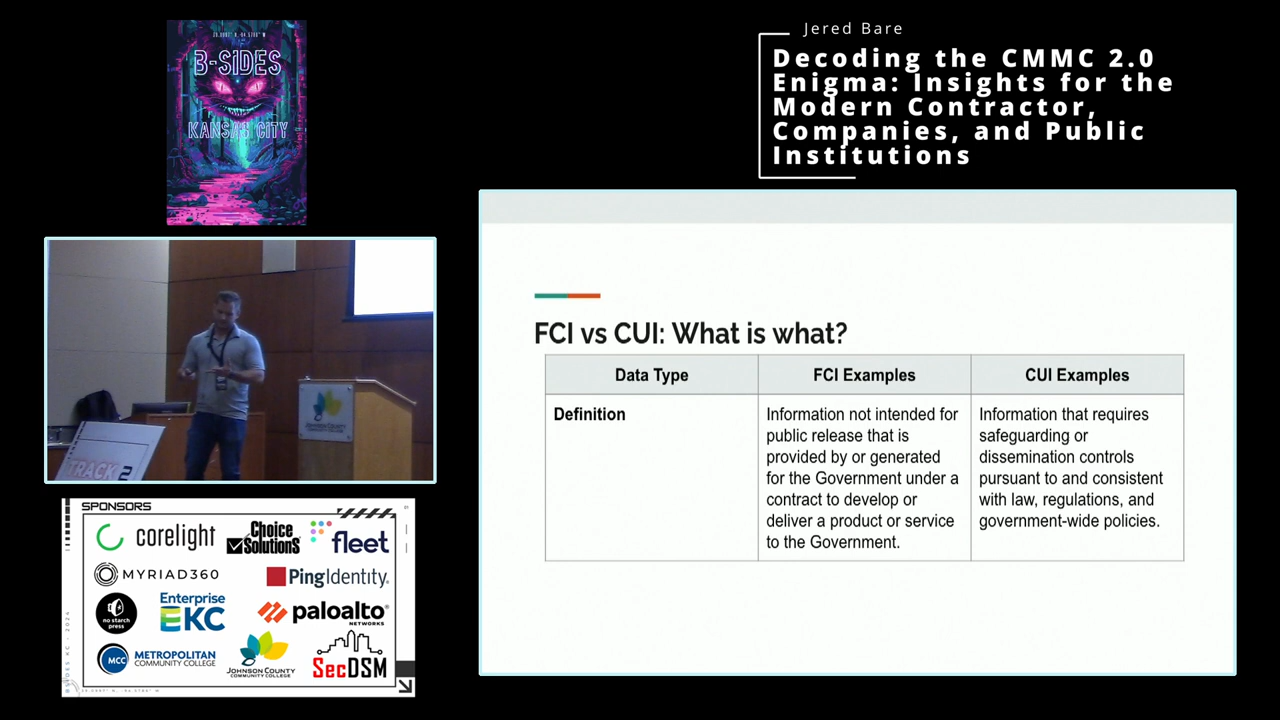 B-SIDES
KANSAS CITY
Jered Bare
Decoding the CMMC 2.0
Enigma: Insights for the
Modern Contractor,
Companies, and Public
Institutions
JOHNSON COUNTY
COMMUNITY COLLEGE
TRACK 2
SPONSORS
corelight
Choice
Solutions
fleet
MYRIAD360
PingIdentity.
no starch
press
Enterprise
EKC
paloalto
NETWORKS
MCC
METROPOLITAN
COMMUNITY COLLEGE
JOHNSON COUNTY
COMMUNITY COLLEGE
SecDSM
FCI vs CUI: What is what?
Data Type
FCI Examples
CUI Examples
Definition
Information not intended for
public release that is
provided by or generated
for the Government under a
contract to develop or
deliver a product or service
to the Government.
Information that requires
safeguarding or
dissemination controls
pursuant to and consistent
with law, regulations, and
government-wide policies.